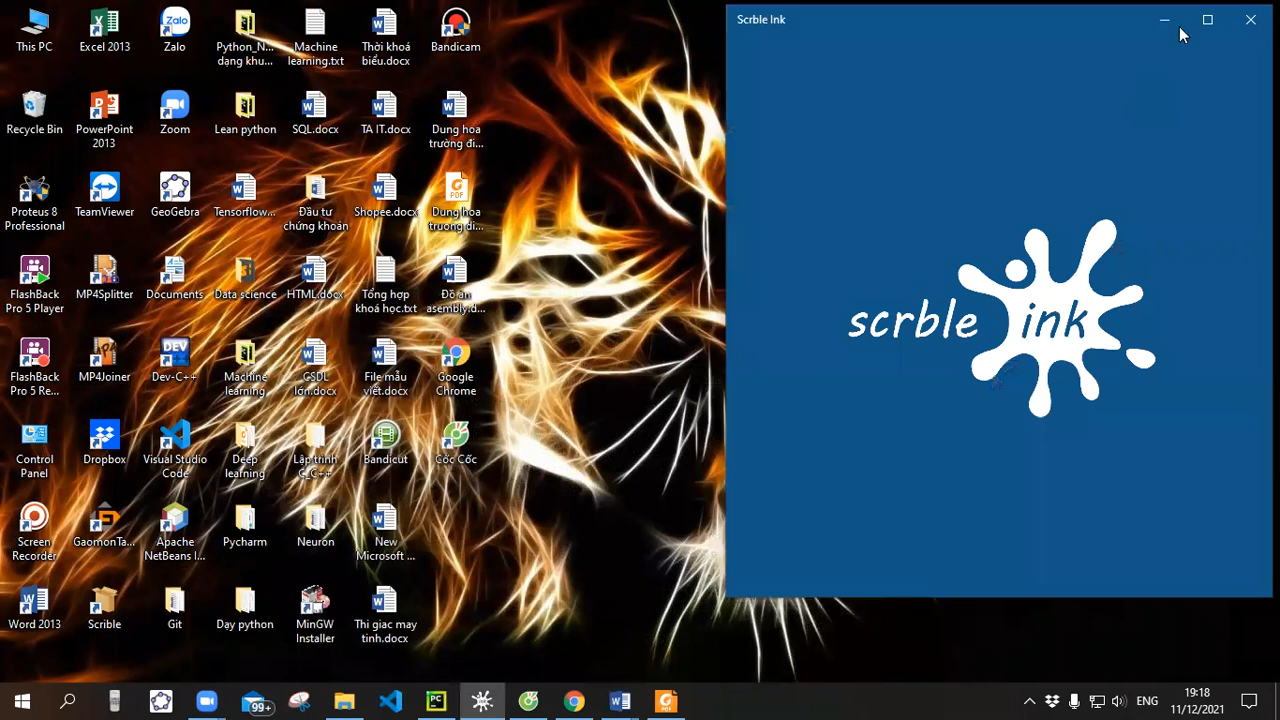 This PC
Excel 2013
Zalo
Python_N...
dạng khu...
Machine
learning.txt
Thời khoá
biểu.docx
Bandicam
Recycle Bin
PowerPoint
2013
Zoom
Lean python
SQL.docx
TA IT.docx
Dung hoa
trường đi...
Proteus 8
Professional
TeamViewer
GeoGebra
Tensorflow...
Đầu tư
chứng khoán
Shopee.docx
Dung hoa
truong di...
FlashBack
Pro 5 Player
MP4Splitter
Documents
Data science
HTML.docx
Tổng hợp
khoá học.txt
Đồ án
asembly.d...
FlashBack
Pro 5 Re...
MP4Joiner
Dev-C++
Machine
learning
CSDL
lớn.docx
File mẫu
viết.docx
Google
Chrome
Control
Panel
Dropbox
Visual Studio
Code
Deep
learning
Lập trình
C_C++
Bandicut
Cốc Cốc
Screen
Recorder
GaomonTa...
Apache
NetBeans I...
Pycharm
Neuron
New
Microsoft ...
Word 2013
Scrible
Git
Dạy python
MinGW
Installer
Thi giac may
tinh.docx
Scrble Ink
scrble ink
99+
ENG
19:18
11/12/2021